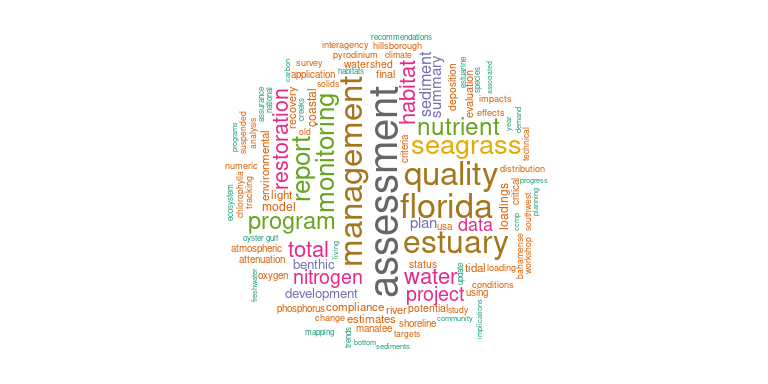 recommendations
interagency
hillsborough
pyrodinium
climate
survey
watershed
carbon
application
habitats
final
solids
habitat
sediment
summary
deposition
estuarine
evaluation
species
associated
national
assurance
restoration
recovery
creeks
coastal
monitoring
management
assessment
impacts
effects
nutrient
year
demand
programs
suspended
analysis
environmental
old
report
criteria
seagrass
technical
numeric
chlorophylla
tracking
light
model
quality
distribution
progress
ecosystem
florida
loadings
critical
southwest
planning
program
plan
usa
data
ccmp
oyster
gulf
estuary
bahamense
workshop
atmospheric
attenuation
total
living
benthic
status
water
update
tidal
loading
freshwater
oxygen
nitrogen
conditions
development
project
using
phosphorus
compliance
river
potential
study
change
estimates
shoreline
community
implications
mapping
trends
manatee
targets
bottom
sediments